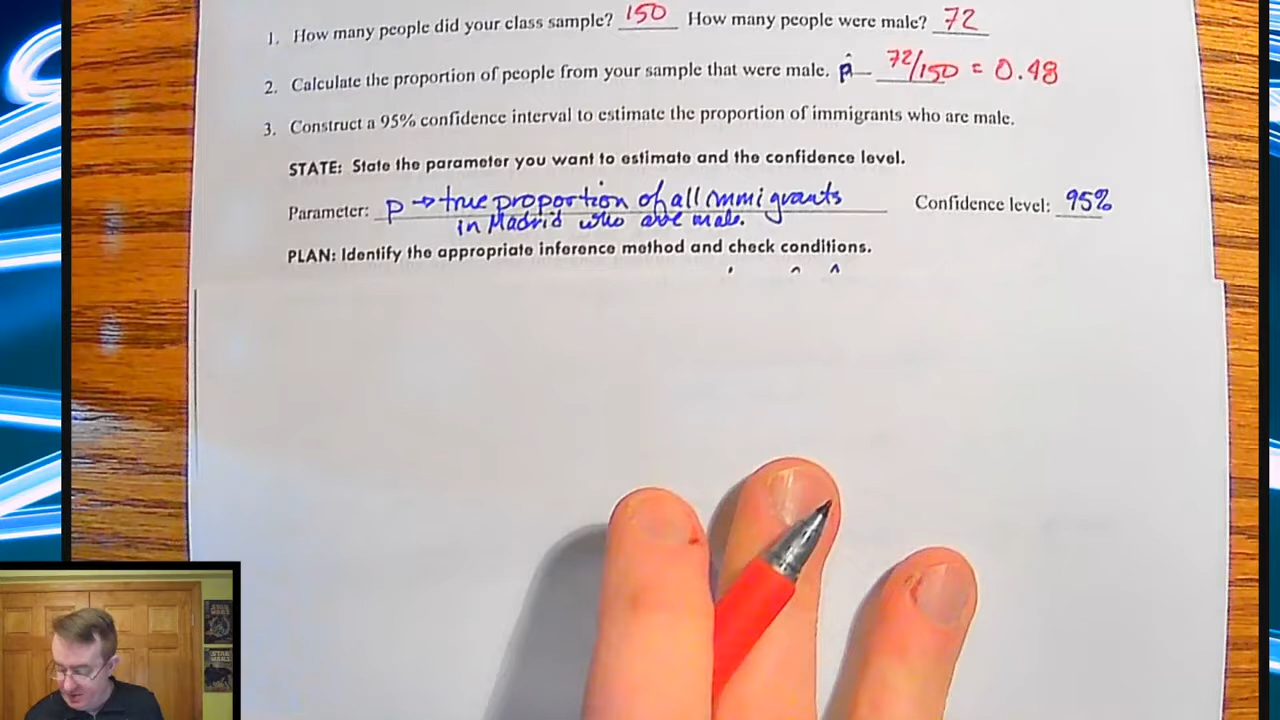 1. How many people did your class sample? 150 How many people were male? 72
2. Calculate the proportion of people from your sample that were male. p̂ 72/150 = 0.48
3. Construct a 95% confidence interval to estimate the proportion of immigrants who are male.
STATE: State the parameter you want to estimate and the confidence level.
Parameter: p → true proportion of all immigrants Confidence level: 95%
in Madrid who are male.
PLAN: Identify the appropriate inference method and check conditions.
STAR
WARS
STAR
WARS